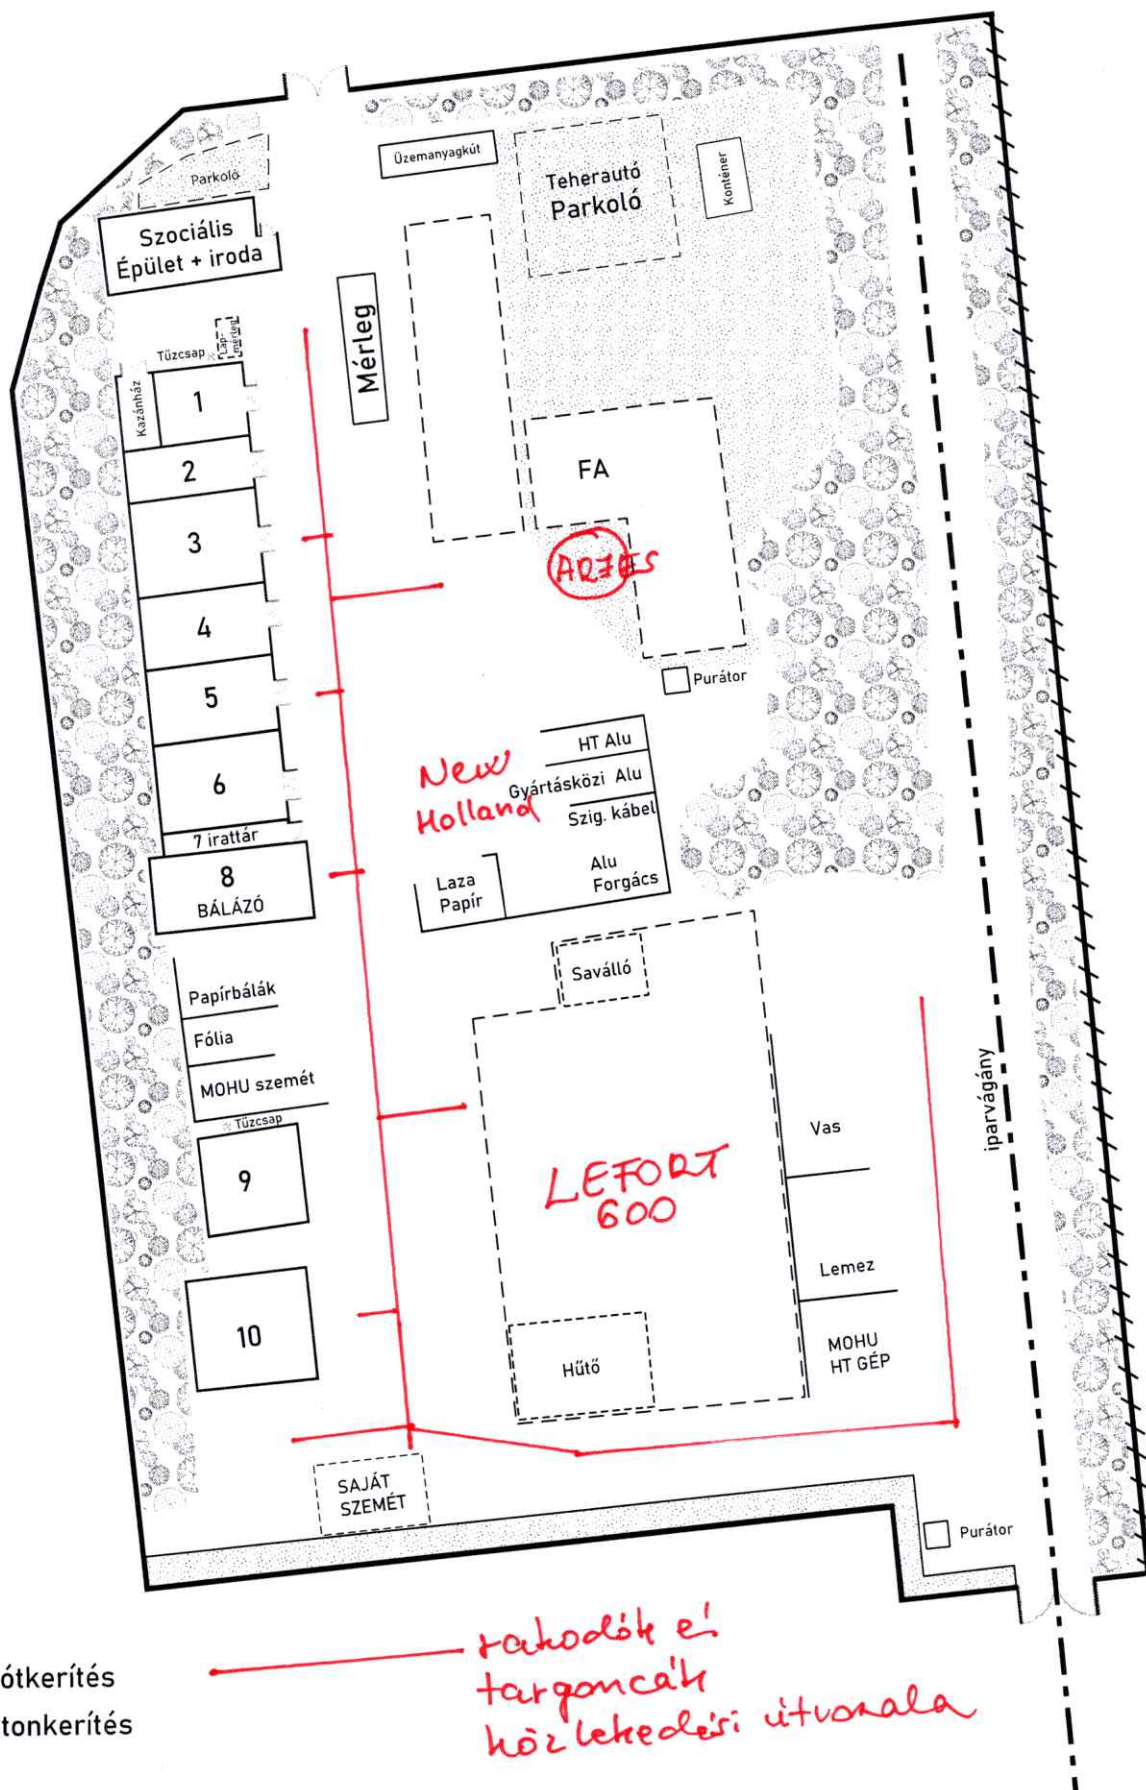 Üzemanyagkút
Teherautó
Parkoló
Konténer
Parkoló
Szociális
Épület + iroda
Mérleg
Tűzcsap
Lap-
mérleg
Kazánház
1
2
3
4
5
6
7 irattár
8
BÁLÁZÓ
FA
Purátor
New
Holland
HT Alu
Gyártásközi Alu
Szig. kábel
Alu
Forgács
Laza
Papír
Saválló
Papírbálák
Fólia
MOHU szemét
Tűzcsap
9
10
LEFORT
600
Hűtő
Vas
Lemez
MOHU
HT GÉP
iparvágány
SAJÁT
SZEMÉT
Purátor
ótkerítés
tonkerítés
rakodók és
targoncák
közlekedési útvonala